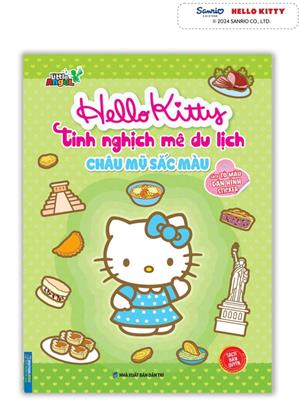 Sanrio HELLO KITTY
© 2024 SANRIO CO., LTD.
Little Angel
Hello Kitty
Tinh nghịch mê du lịch
CHÂU MỸ SẮC MÀU
TÔ MÀU
DÁN HÌNH
STICKER
SÁCH
BẢN
QUYỀN
NHÀ XUẤT BẢN DÂN TRÍ